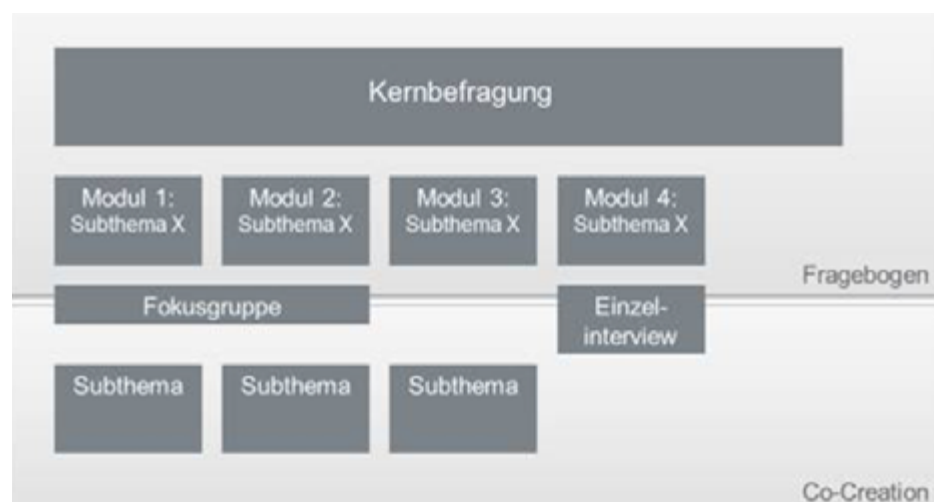 Kernbefragung
Modul 1:
Subthema X
Modul 2:
Subthema X
Modul 3:
Subthema X
Modul 4:
Subthema X
Fragebogen
Fokusgruppe
Einzel-
interview
Subthema
Subthema
Subthema
Co-Creation